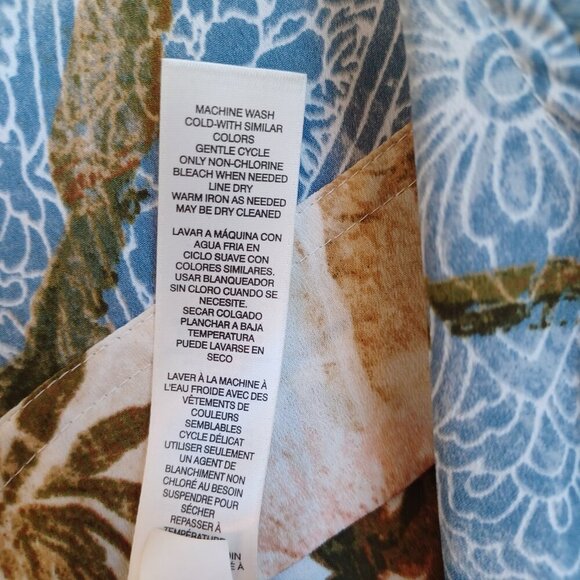 MACHINE WASH
COLD-WITH SIMILAR
COLORS
GENTLE CYCLE
ONLY NON-CHLORINE
BLEACH WHEN NEEDED
LINE DRY
WARM IRON AS NEEDED
MAY BE DRY CLEANED
LAVAR A MÁQUINA CON
AGUA FRIA EN
CICLO SUAVE CON
COLORES SIMILARES.
USAR BLANQUEADOR
SIN CLORO CUANDO SE
NECESITE.
SECAR COLGADO
PLANCHAR A BAJA
TEMPERATURA
PUEDE LAVARSE EN
SECO
LAVER À LA MACHINE À
L'EAU FROIDE AVEC DES
VÊTEMENTS DE
COULEURS
SEMBLABLES
CYCLE DÉLICAT
UTILISER SEULEMENT
UN AGENT DE
BLANCHIMENT NON
CHLORÉ AU BESOIN
SUSPENDRE POUR
SÉCHER
REPASSER À
TEMPÉRATURE